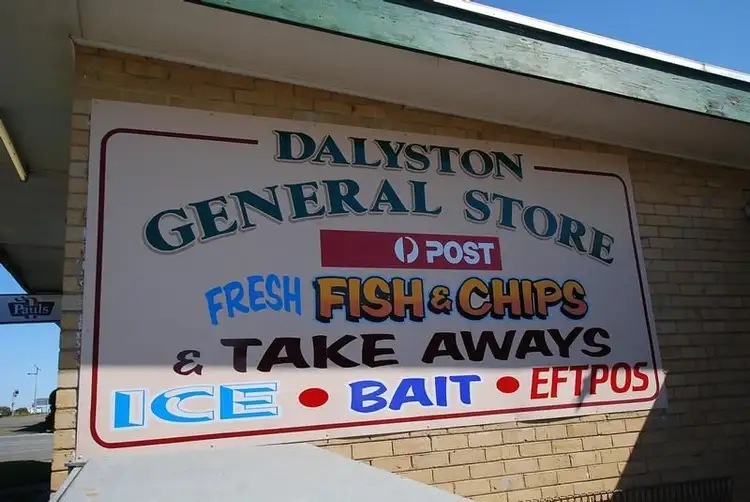 DALYSTON
GENERAL STORE
POST
FRESH FISH & CHIPS
& TAKE AWAYS
ICE • BAIT • EFTPOS
Pauls